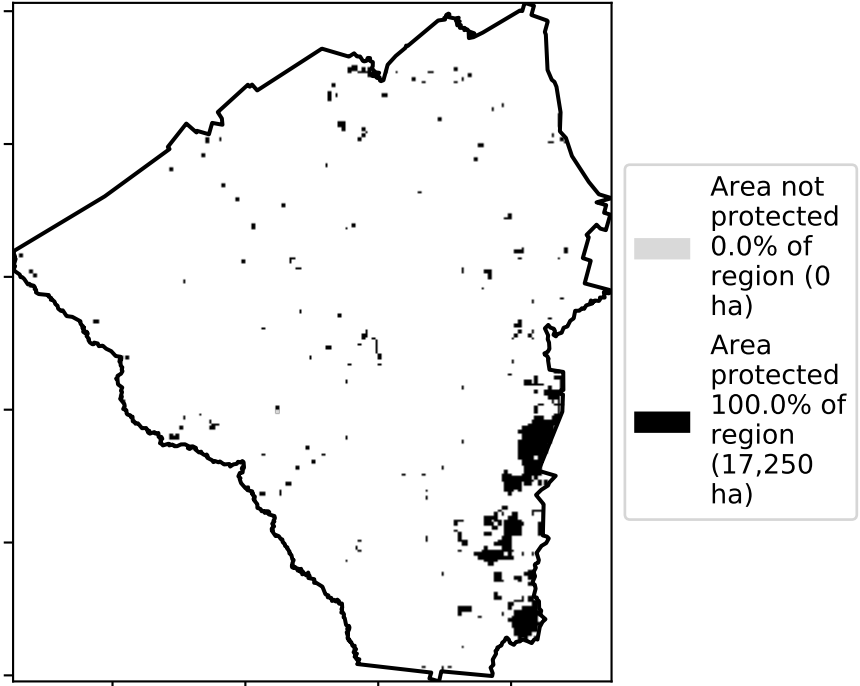 Area not
protected
0.0% of
region (0
ha)
Area
protected
100.0% of
region
(17,250
ha)